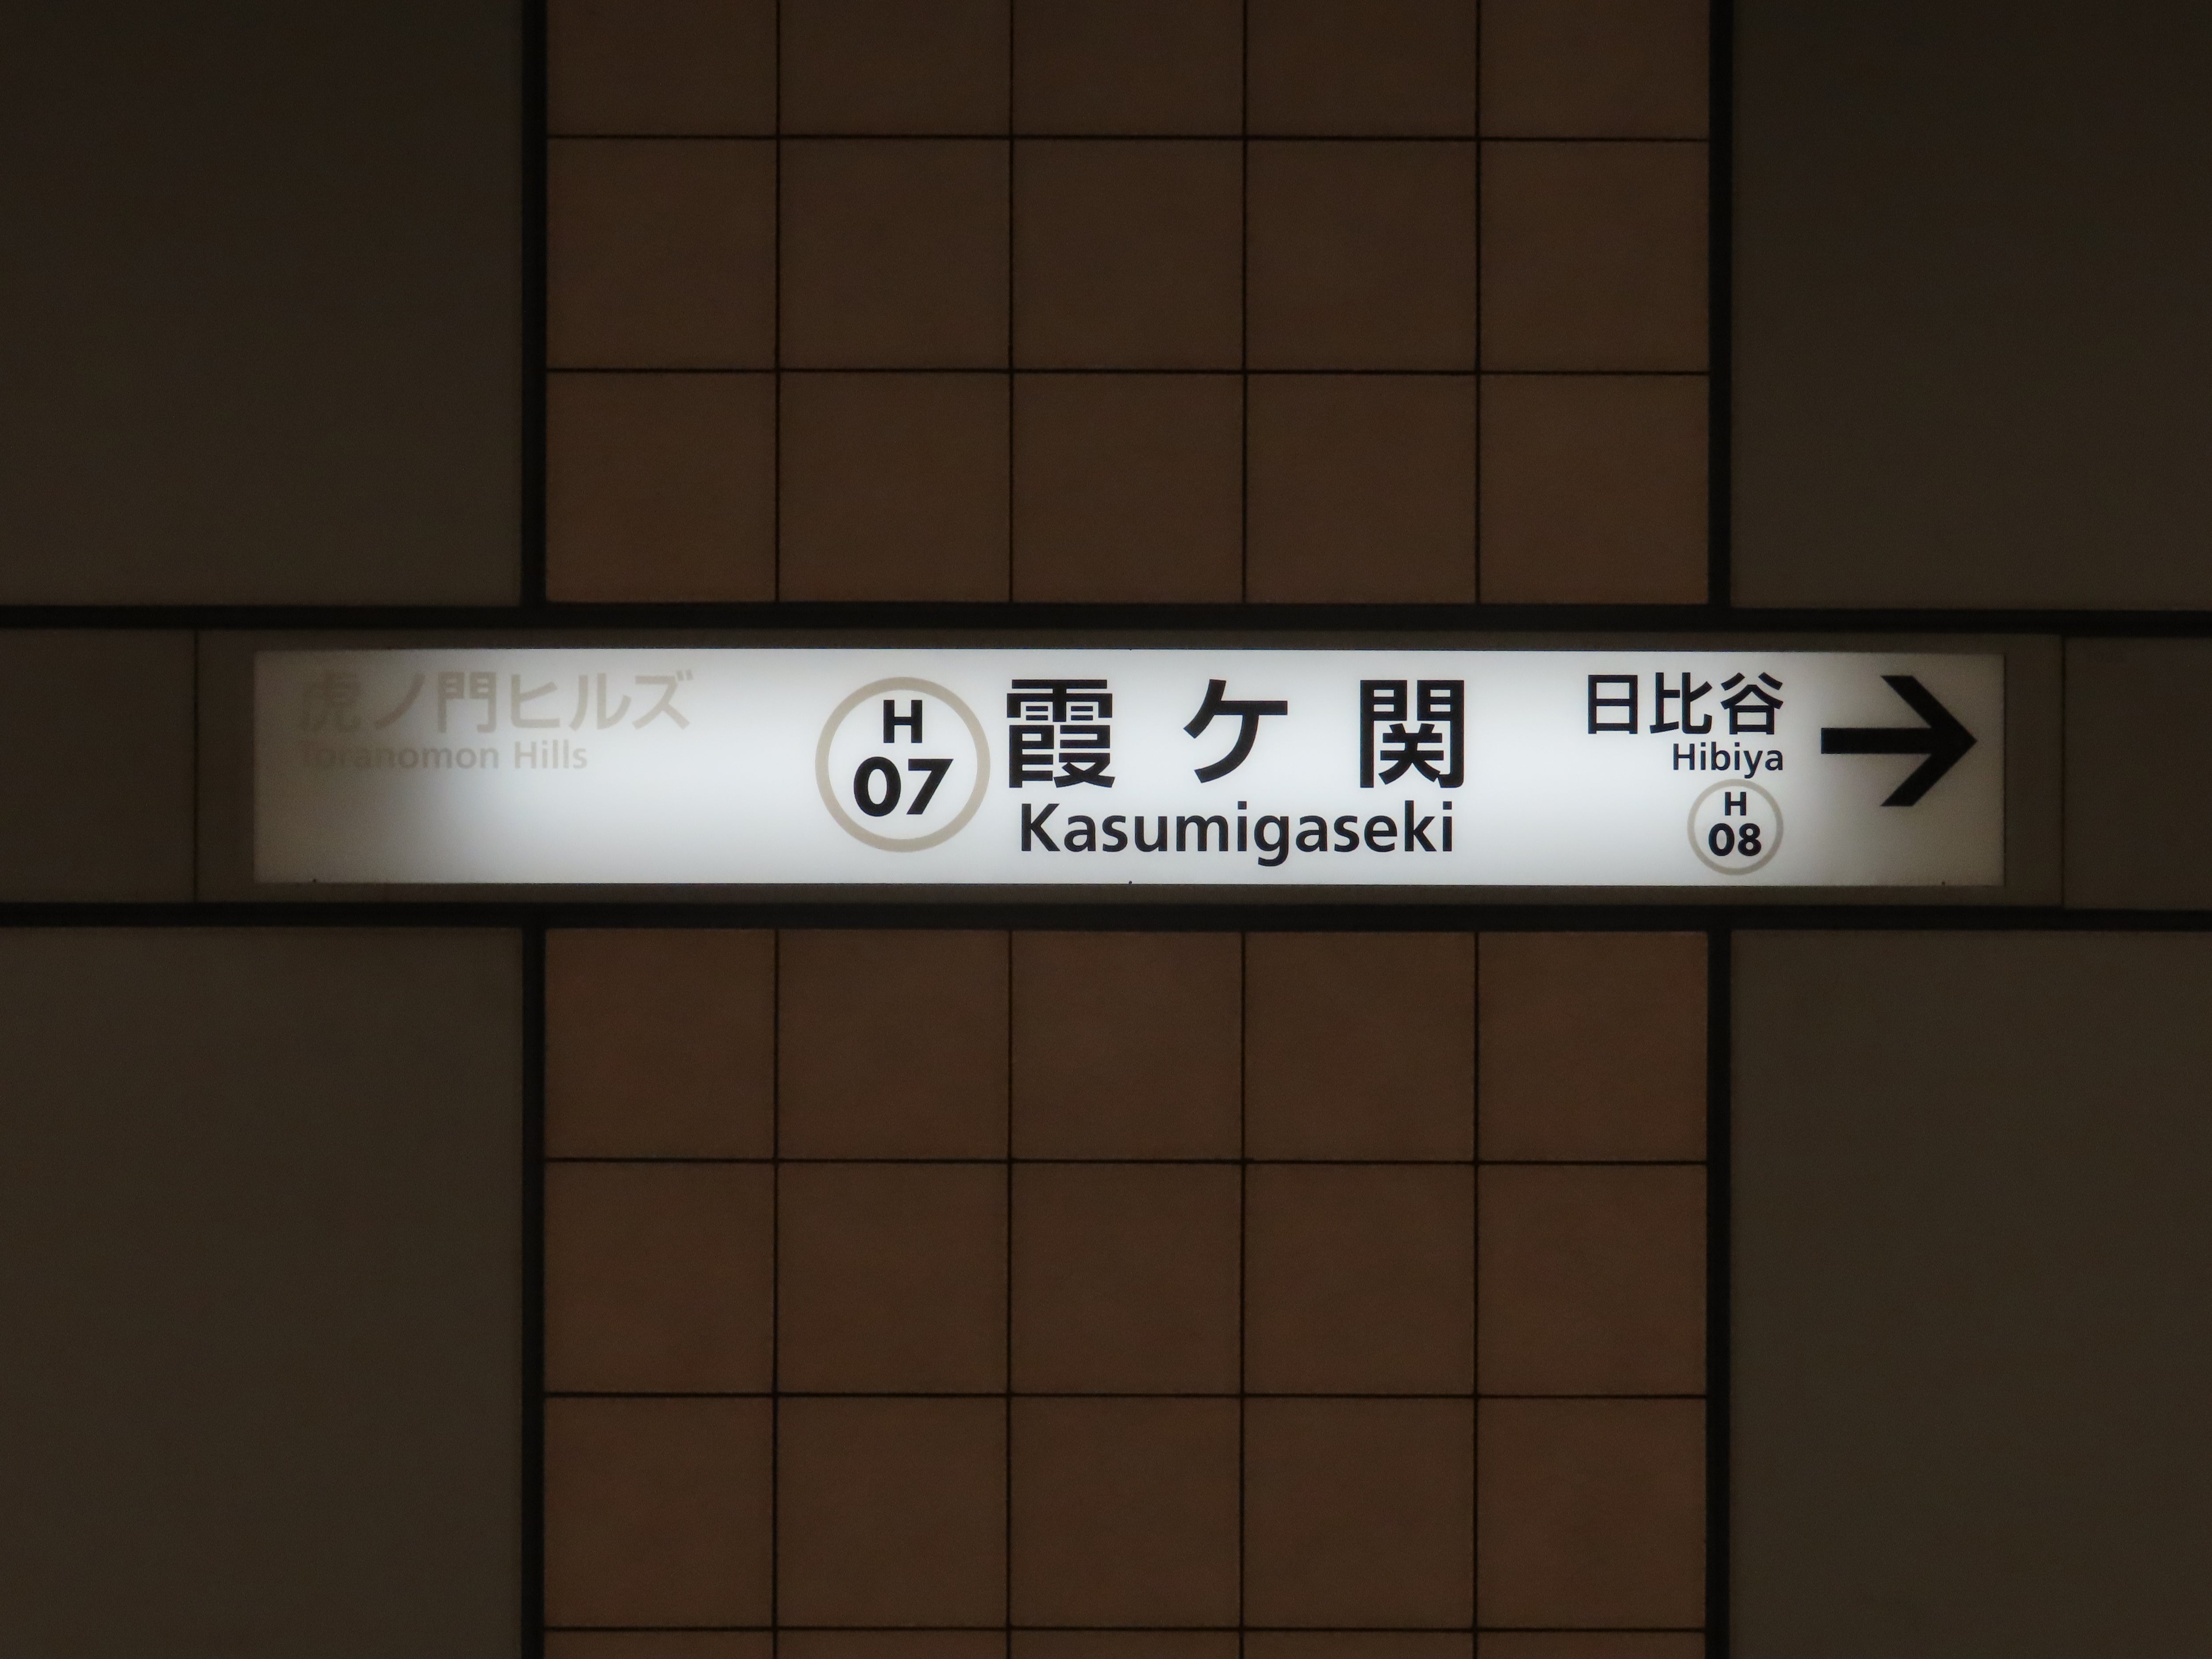 虎ノ門ヒルズ
Toranomon Hills
H
07
霞ケ関
Kasumigaseki
日比谷
Hibiya
H
08